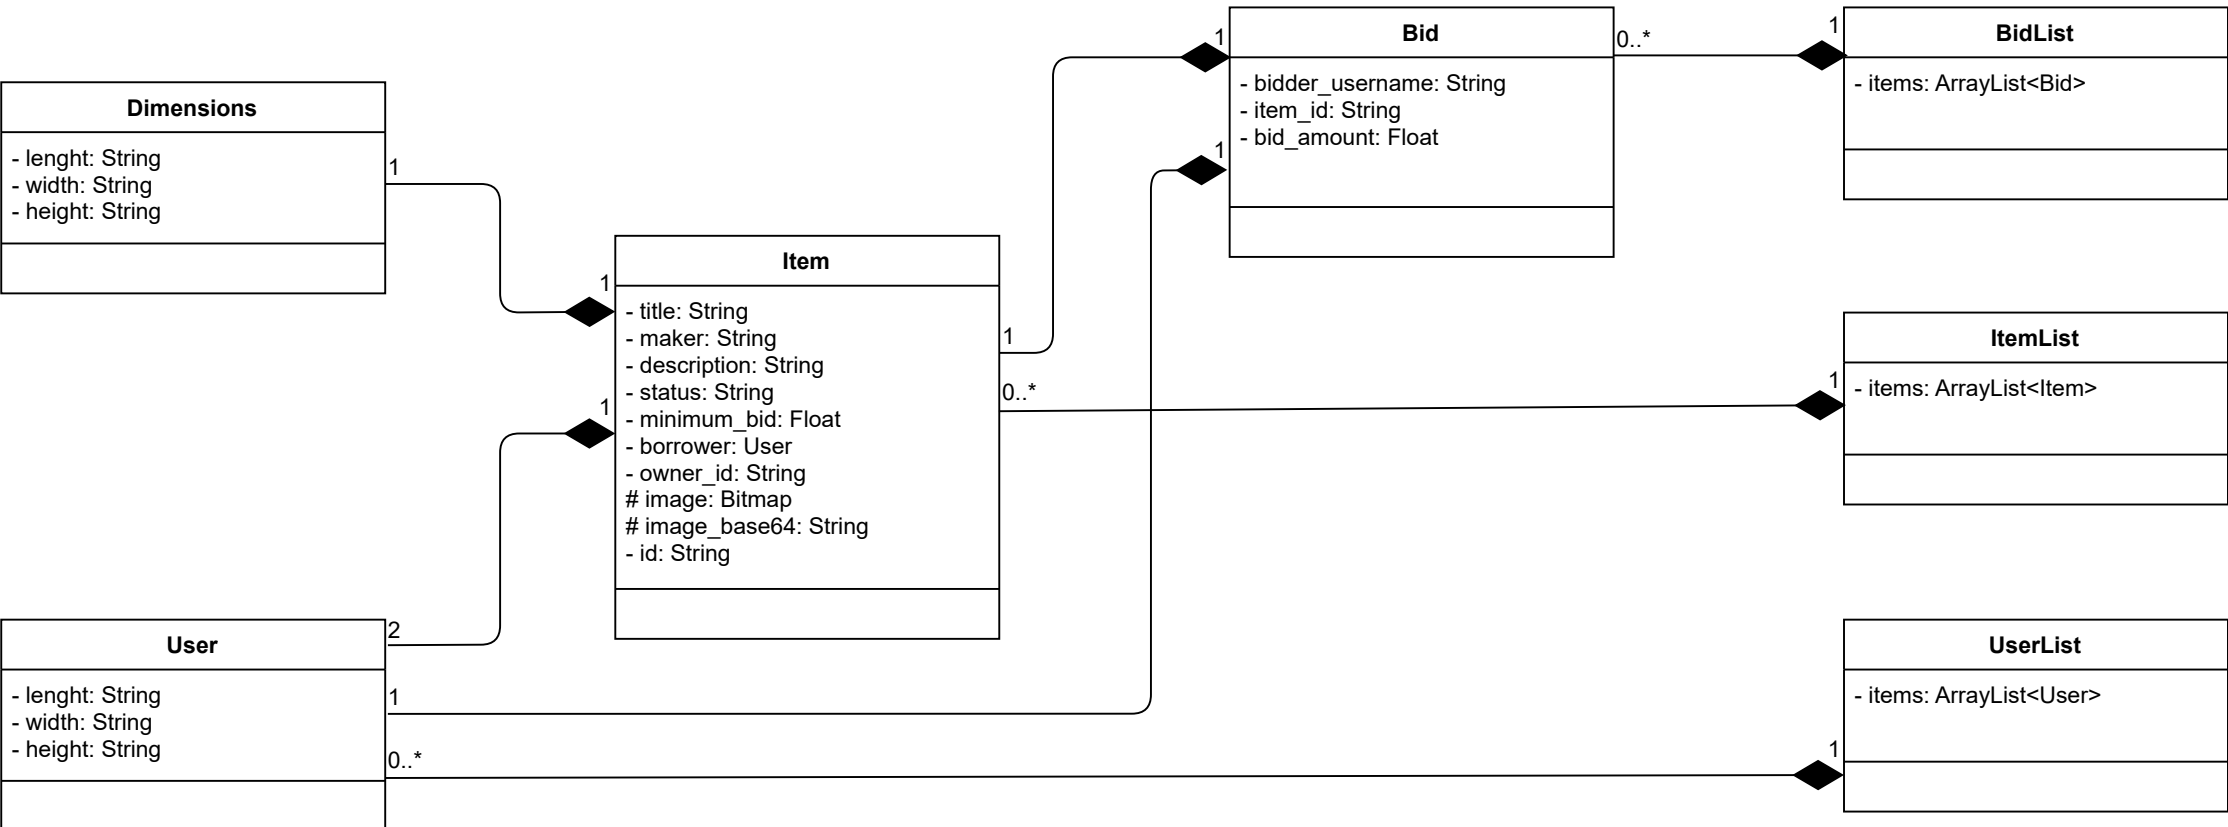 Dimensions
- lenght: String
- width: String
- height: String
1
1
Item
- title: String
- maker: String
- description: String
- status: String
- minimum_bid: Float
- borrower: User
- owner_id: String
# image: Bitmap
# image_base64: String
- id: String
1
1
0..*
User
- lenght: String
- width: String
- height: String
2
1
0..*
1
1
Bid
- bidder_username: String
- item_id: String
- bid_amount: Float
0..*
1
BidList
- items: ArrayList<Bid>
1
ItemList
- items: ArrayList<Item>
1
UserList
- items: ArrayList<User>